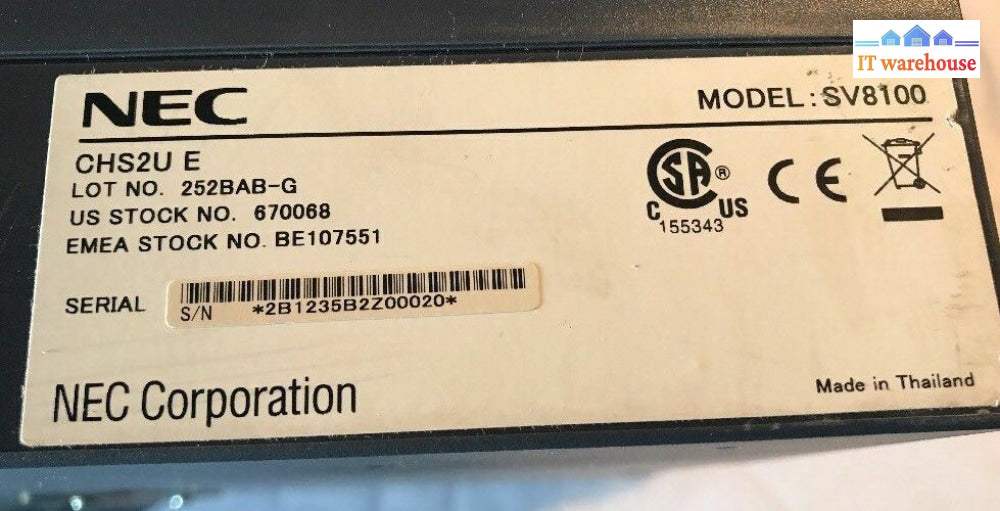 IT warehouse
NEC
MODEL : SV8100
CHS2U E
LOT NO. 252BAB-G
US STOCK NO. 670068
EMEA STOCK NO. BE107551
SA ®
C US
155343
CE
SERIAL
S/N *2B1235B2Z00020*
NEC Corporation
Made in Thailand